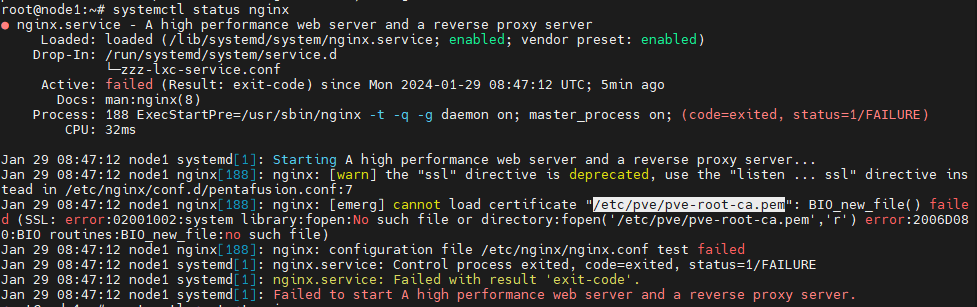 root@node1:~# systemctl status nginx
● nginx.service - A high performance web server and a reverse proxy server
Loaded: loaded (/lib/systemd/system/nginx.service; enabled; vendor preset: enabled)
Drop-In: /run/systemd/system/service.d
└─zzz-lxc-service.conf
Active: failed (Result: exit-code) since Mon 2024-01-29 08:47:12 UTC; 5min ago
Docs: man:nginx(8)
Process: 188 ExecStartPre=/usr/sbin/nginx -t -q -g daemon on; master_process on; (code=exited, status=1/FAILURE)
CPU: 32ms
Jan 29 08:47:12 node1 systemd[1]: Starting A high performance web server and a reverse proxy server...
Jan 29 08:47:12 node1 nginx[188]: nginx: [warn] the "ssl" directive is deprecated, use the "listen ... ssl" directive ins
tead in /etc/nginx/conf.d/pentafusion.conf:7
Jan 29 08:47:12 node1 nginx[188]: nginx: [emerg] cannot load certificate "/etc/pve/pve-root-ca.pem": BIO_new_file() faile
d (SSL: error:02001002:system library:fopen:No such file or directory:fopen('/etc/pve/pve-root-ca.pem','r') error:2006D08
0:BIO routines:BIO_new_file:no such file)
Jan 29 08:47:12 node1 nginx[188]: nginx: configuration file /etc/nginx/nginx.conf test failed
Jan 29 08:47:12 node1 systemd[1]: nginx.service: Control process exited, code=exited, status=1/FAILURE
Jan 29 08:47:12 node1 systemd[1]: nginx.service: Failed with result 'exit-code'.
Jan 29 08:47:12 node1 systemd[1]: Failed to start A high performance web server and a reverse proxy server.